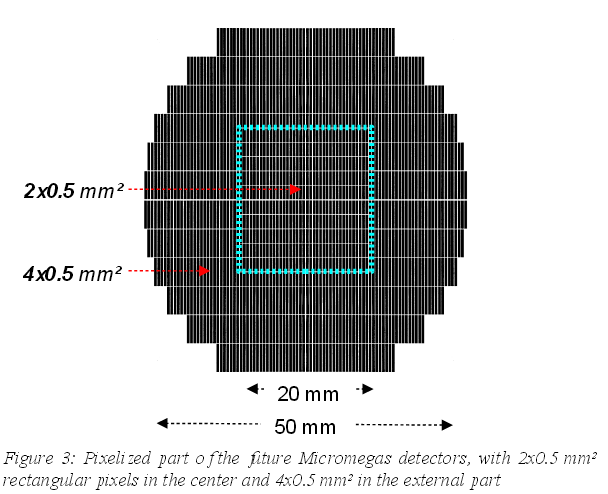 2x0.5 mm²
4x0.5 mm²
20 mm
50 mm
Figure 3: Pixelized part of the future Micromegas detectors, with 2x0.5 mm²
rectangular pixels in the center and 4x0.5 mm² in the external part